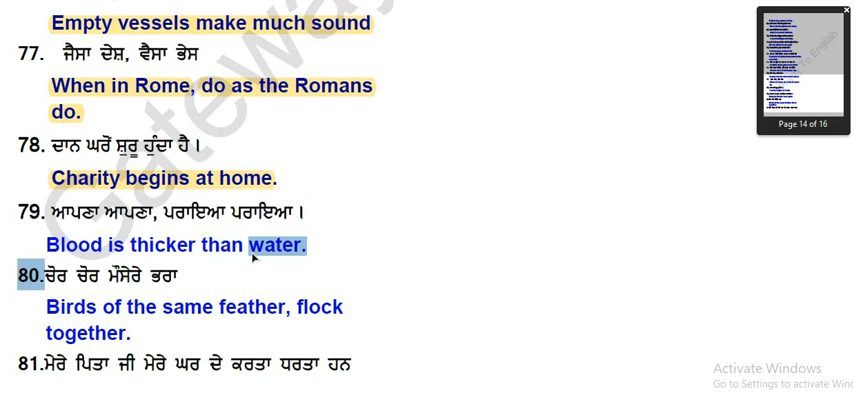 Empty vessels make much sound
77. ਜੈਸਾ ਦੇਸ਼, ਵੈਸਾ ਭੇਸ
When in Rome, do as the Romans
do.
78. ਦਾਨ ਘਰੋਂ ਸ਼ੁਰੂ ਹੁੰਦਾ ਹੈ।
Charity begins at home.
79. ਆਪਣਾ ਆਪਣਾ, ਪਰਾਇਆ ਪਰਾਇਆ।
Blood is thicker than water.
80. ਚੋਰ ਚੋਰ ਮੌਸੇਰੇ ਭਰਾ
Birds of the same feather, flock
together.
81. ਮੇਰੇ ਪਿਤਾ ਜੀ ਮੇਰੇ ਘਰ ਦੇ ਕਰਤਾ ਧਰਤਾ ਹਨ
Gateway
Page 14 of 16
Activate Windows
Go to Settings to activate Wind